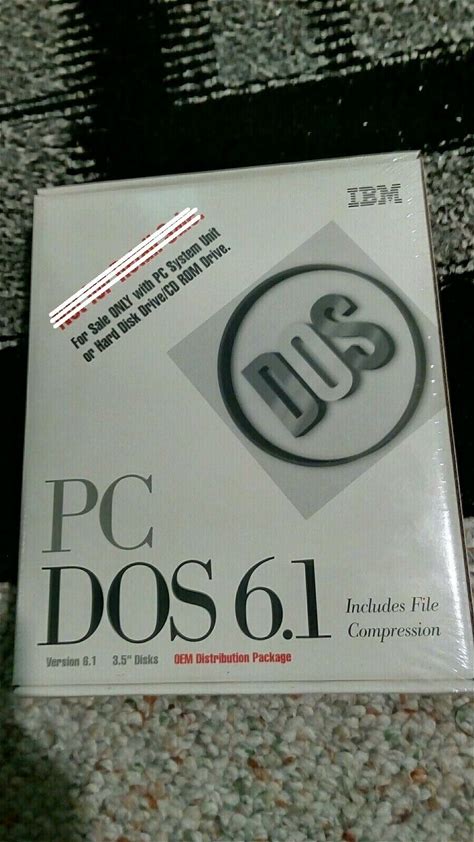 IBM
For Sale ONLY with PC System Unit
or Hard Disk Drive/CD ROM Drive.
DOS
PC
DOS 6.1
Includes File
Compression
Version 6.1 3.5" Disks OEM Distribution Package